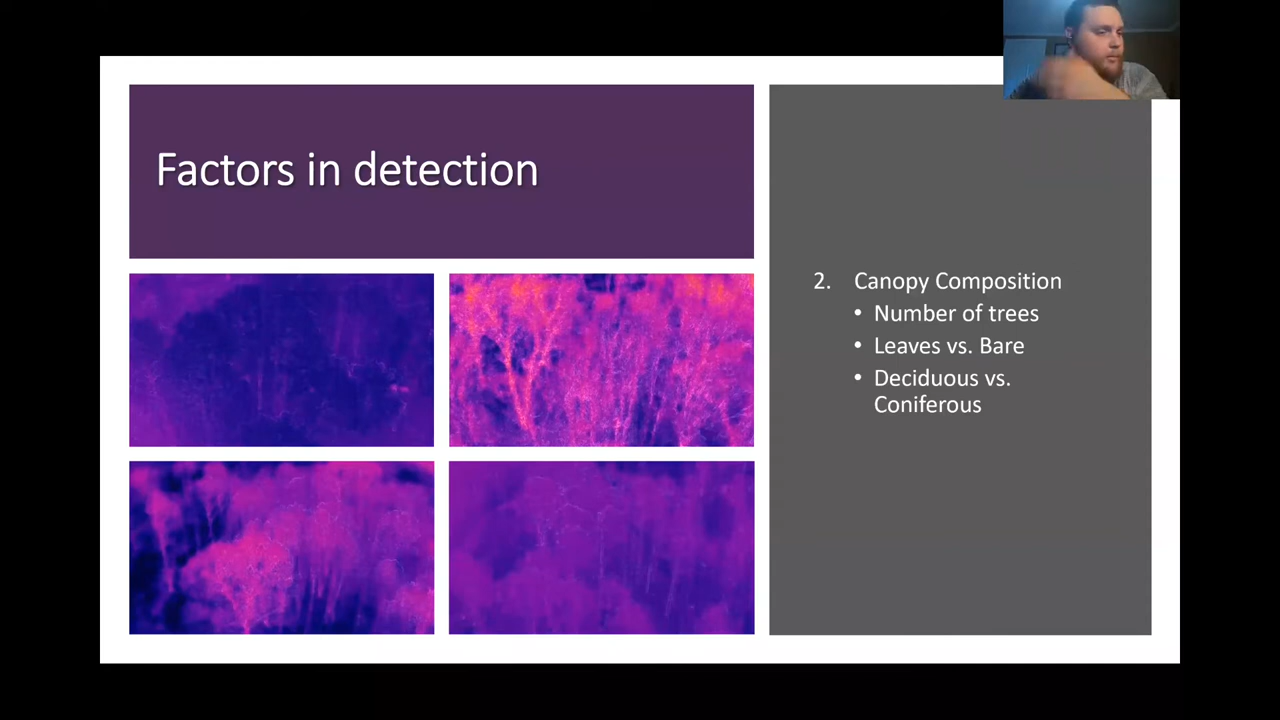 Factors in detection
2. Canopy Composition
• Number of trees
• Leaves vs. Bare
• Deciduous vs.
Coniferous